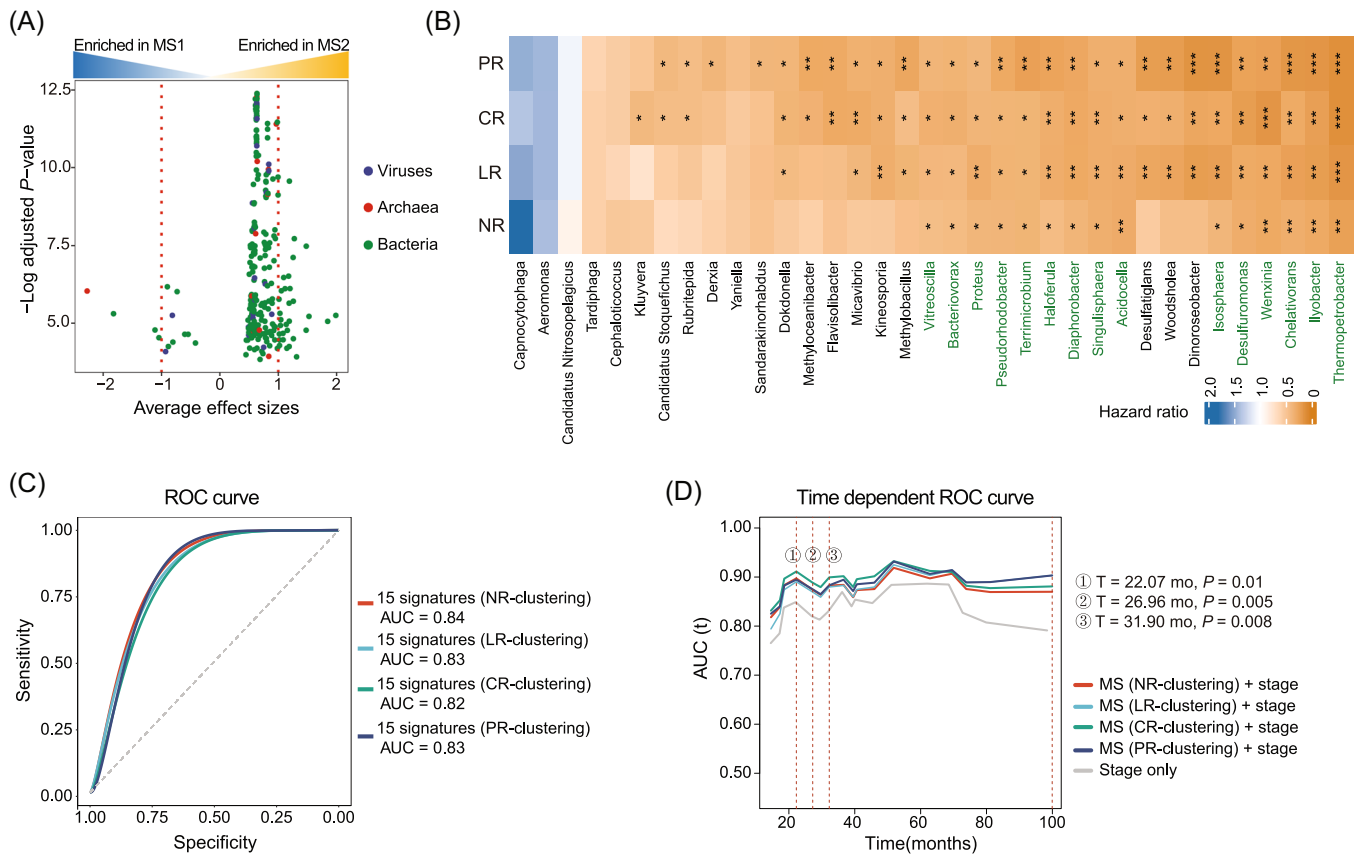 (A)
Enriched in MS1
Enriched in MS2
12.5
10.0
7.5
5.0
−Log adjusted P−value
−2
−1
0
1
2
Average effect sizes
Viruses
Archaea
Bacteria
(B)
PR
* * * * * ** ** * * ** * * * ** ** ** ** * * ** ** *** *** ** ** *** *** ****
CR
* * * * * ** ** * * * * * * * ** ** ** * * * ** ** ** *** ** ** ***
LR
* * ** * * * ** * * ** ** ** ** * * ** ** ** ** ** ** ***
NR
* * * * * * * * ** * * ** ** ** **
Capnocytophaga
Aeromonas
Candidatus Nitrosopelagicus
Tardiphaga
Cephaloticoccus
Kluyvera
Candidatus Stoquefichus
Rubritepida
Derxia
Yaniella
Sandarakinorhabdus
Dokdonella
Methyloceanibacter
Flavisolibacter
Micavibrio
Kineosporia
Methylobacillus
Vitreoscilla
Bacteriovorax
Proteus
Pseudorhodobacter
Terrimicrobium
Haloferula
Diaphorobacter
Singulisphaera
Acidocella
Desulfatiglans
Woodsholea
Dinoroseobacter
Isosphaera
Desulfuromonas
Wenxinia
Chelativorans
Ilyobacter
Thermopetrobacter
Hazard ratio
2.0
1.5
1.0
0.5
0
(C)
ROC curve
1.00
0.75
0.50
0.25
0.00
Sensitivity
1.00
0.75
0.50
0.25
0.00
Specificity
15 signatures (NR-clustering)
AUC = 0.84
15 signatures (LR-clustering)
AUC = 0.83
15 signatures (CR-clustering)
AUC = 0.82
15 signatures (PR-clustering)
AUC = 0.83
(D)
Time dependent ROC curve
1.00
0.90
0.80
0.70
0.60
0.50
AUC (t)
① ② ③
20
40
60
80
100
Time(months)
① T = 22.07 mo, P = 0.01
② T = 26.96 mo, P = 0.005
③ T = 31.90 mo, P = 0.008
MS (NR-clustering) + stage
MS (LR-clustering) + stage
MS (CR-clustering) + stage
MS (PR-clustering) + stage
Stage only